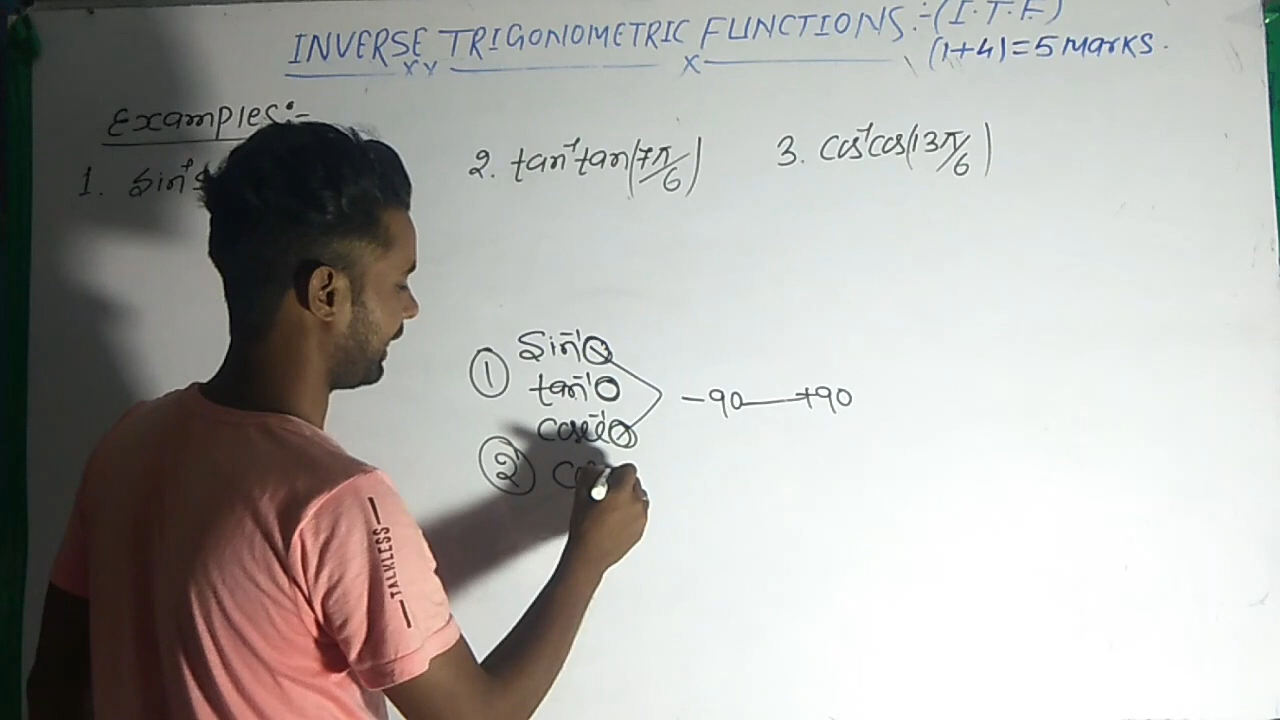 INVERSE TRIGONOMETRIC FUNCTIONS:-(I.T.F)
(1+4)=5 Marks.
Examples:-
1. sin⁻¹
2. tan⁻¹tan(7π/6)
3. cos⁻¹cos(13π/6)
① sin⁻¹θ
tan⁻¹θ
cosec⁻¹θ
-90 — +90
②
—TALKLESS—